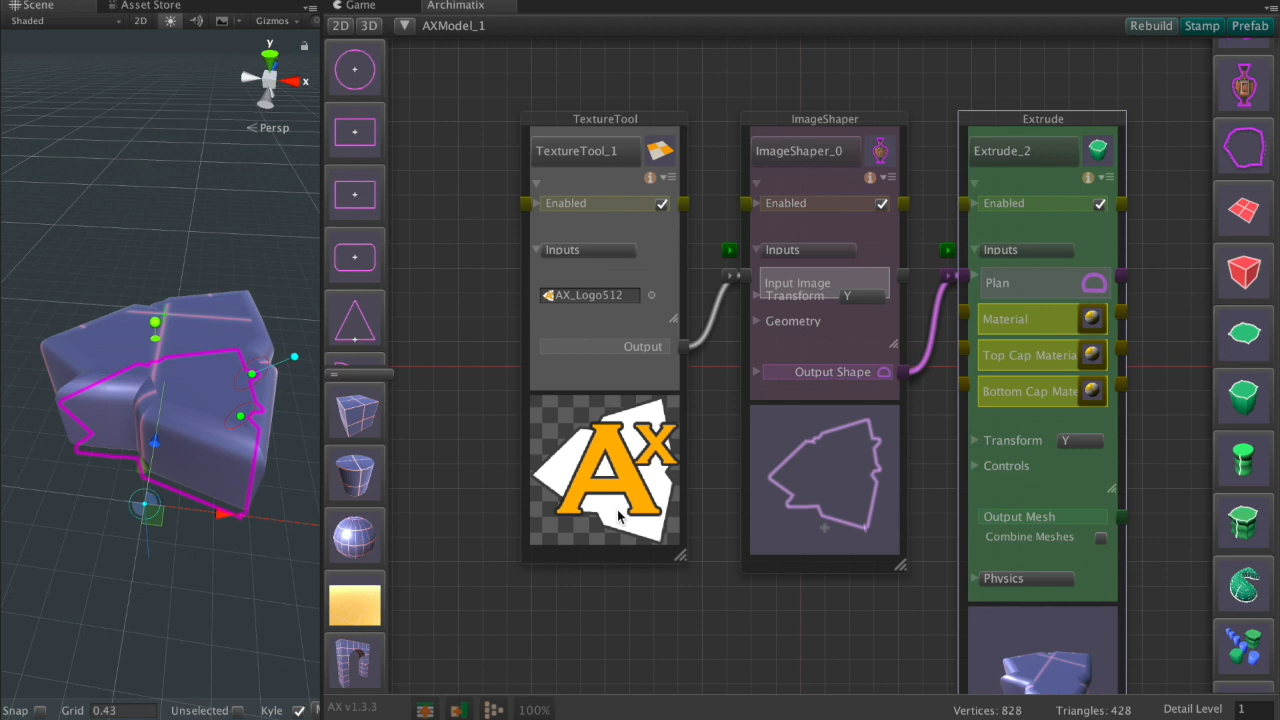 Scene
Asset Store
Game
Archimatix
Shaded
2D
Gizmos
2D
3D
AXModel_1
Rebuild
Stamp
Prefab
y
x
Persp
TextureTool
ImageShaper
Extrude
TextureTool_1
ImageShaper_0
Extrude_2
Enabled
Enabled
Enabled
Inputs
Inputs
Inputs
AX_Logo512
Input Image
Transform
Y
Geometry
Plan
Material
Top Cap Materia
Bottom Cap Mate
Output
Output Shape
Transform
Y
Controls
Output Mesh
Combine Meshes
Physics
AX
Snap
Grid
0.43
Unselected
Kyle
AX v1.3.3
100%
Vertices: 828
Triangles: 428
Detail Level
1